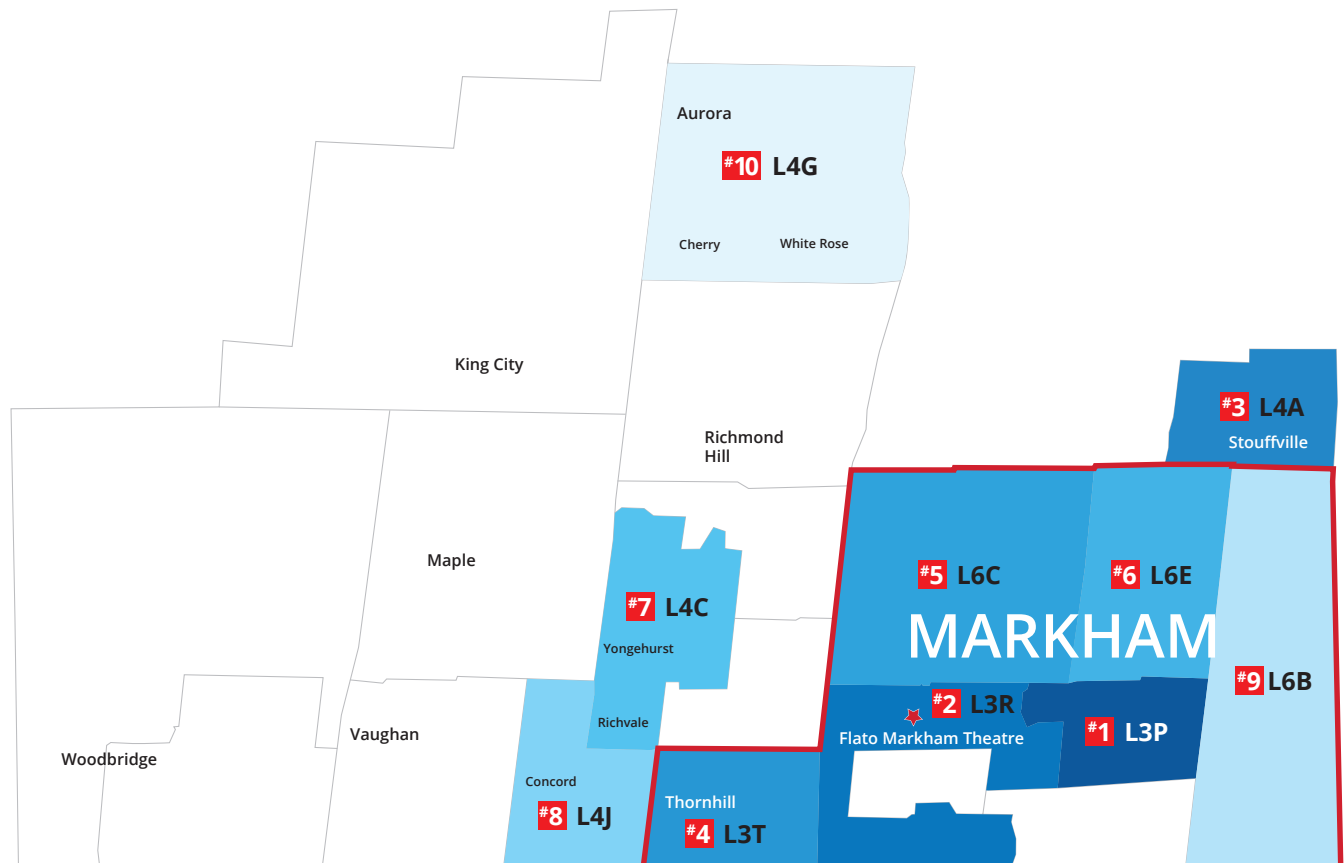 Aurora
#10 L4G
Cherry
White Rose
King City
#3 L4A
Stouffville
Richmond
Hill
Maple
#5 L6C
#6 L6E
#7 L4C
MARKHAM
Yongehurst
#9 L6B
#2 L3R
Richvale
#1 L3P
Vaughan
Flato Markham Theatre
Woodbridge
Concord
Thornhill
#8 L4J
#4 L3T